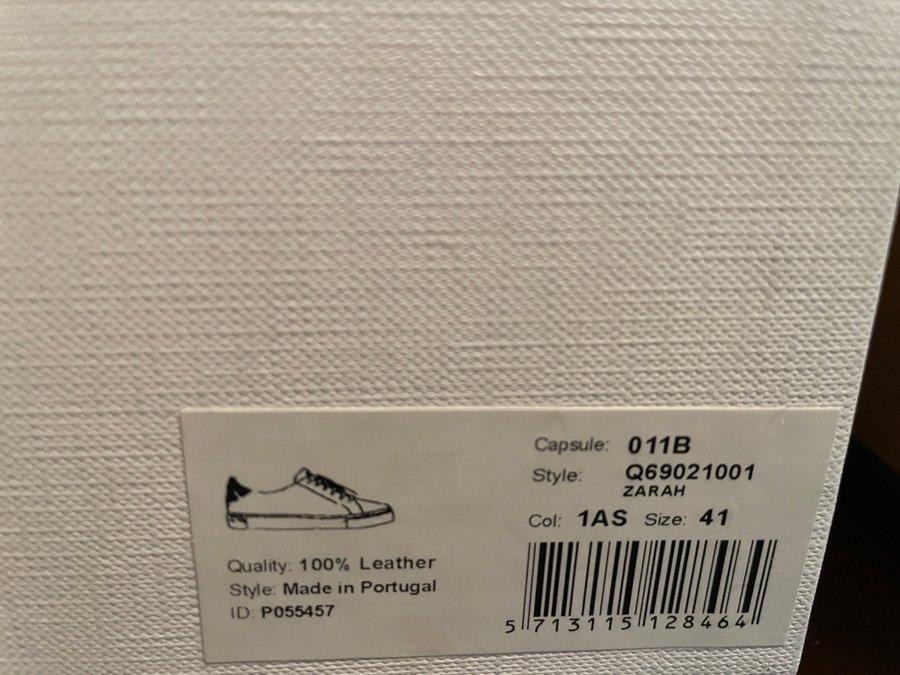 Capsule: 011B
Style: Q69021001
ZARAH
Col: 1AS Size: 41
Quality: 100% Leather
Style: Made in Portugal
ID: P055457
5 713115 128464